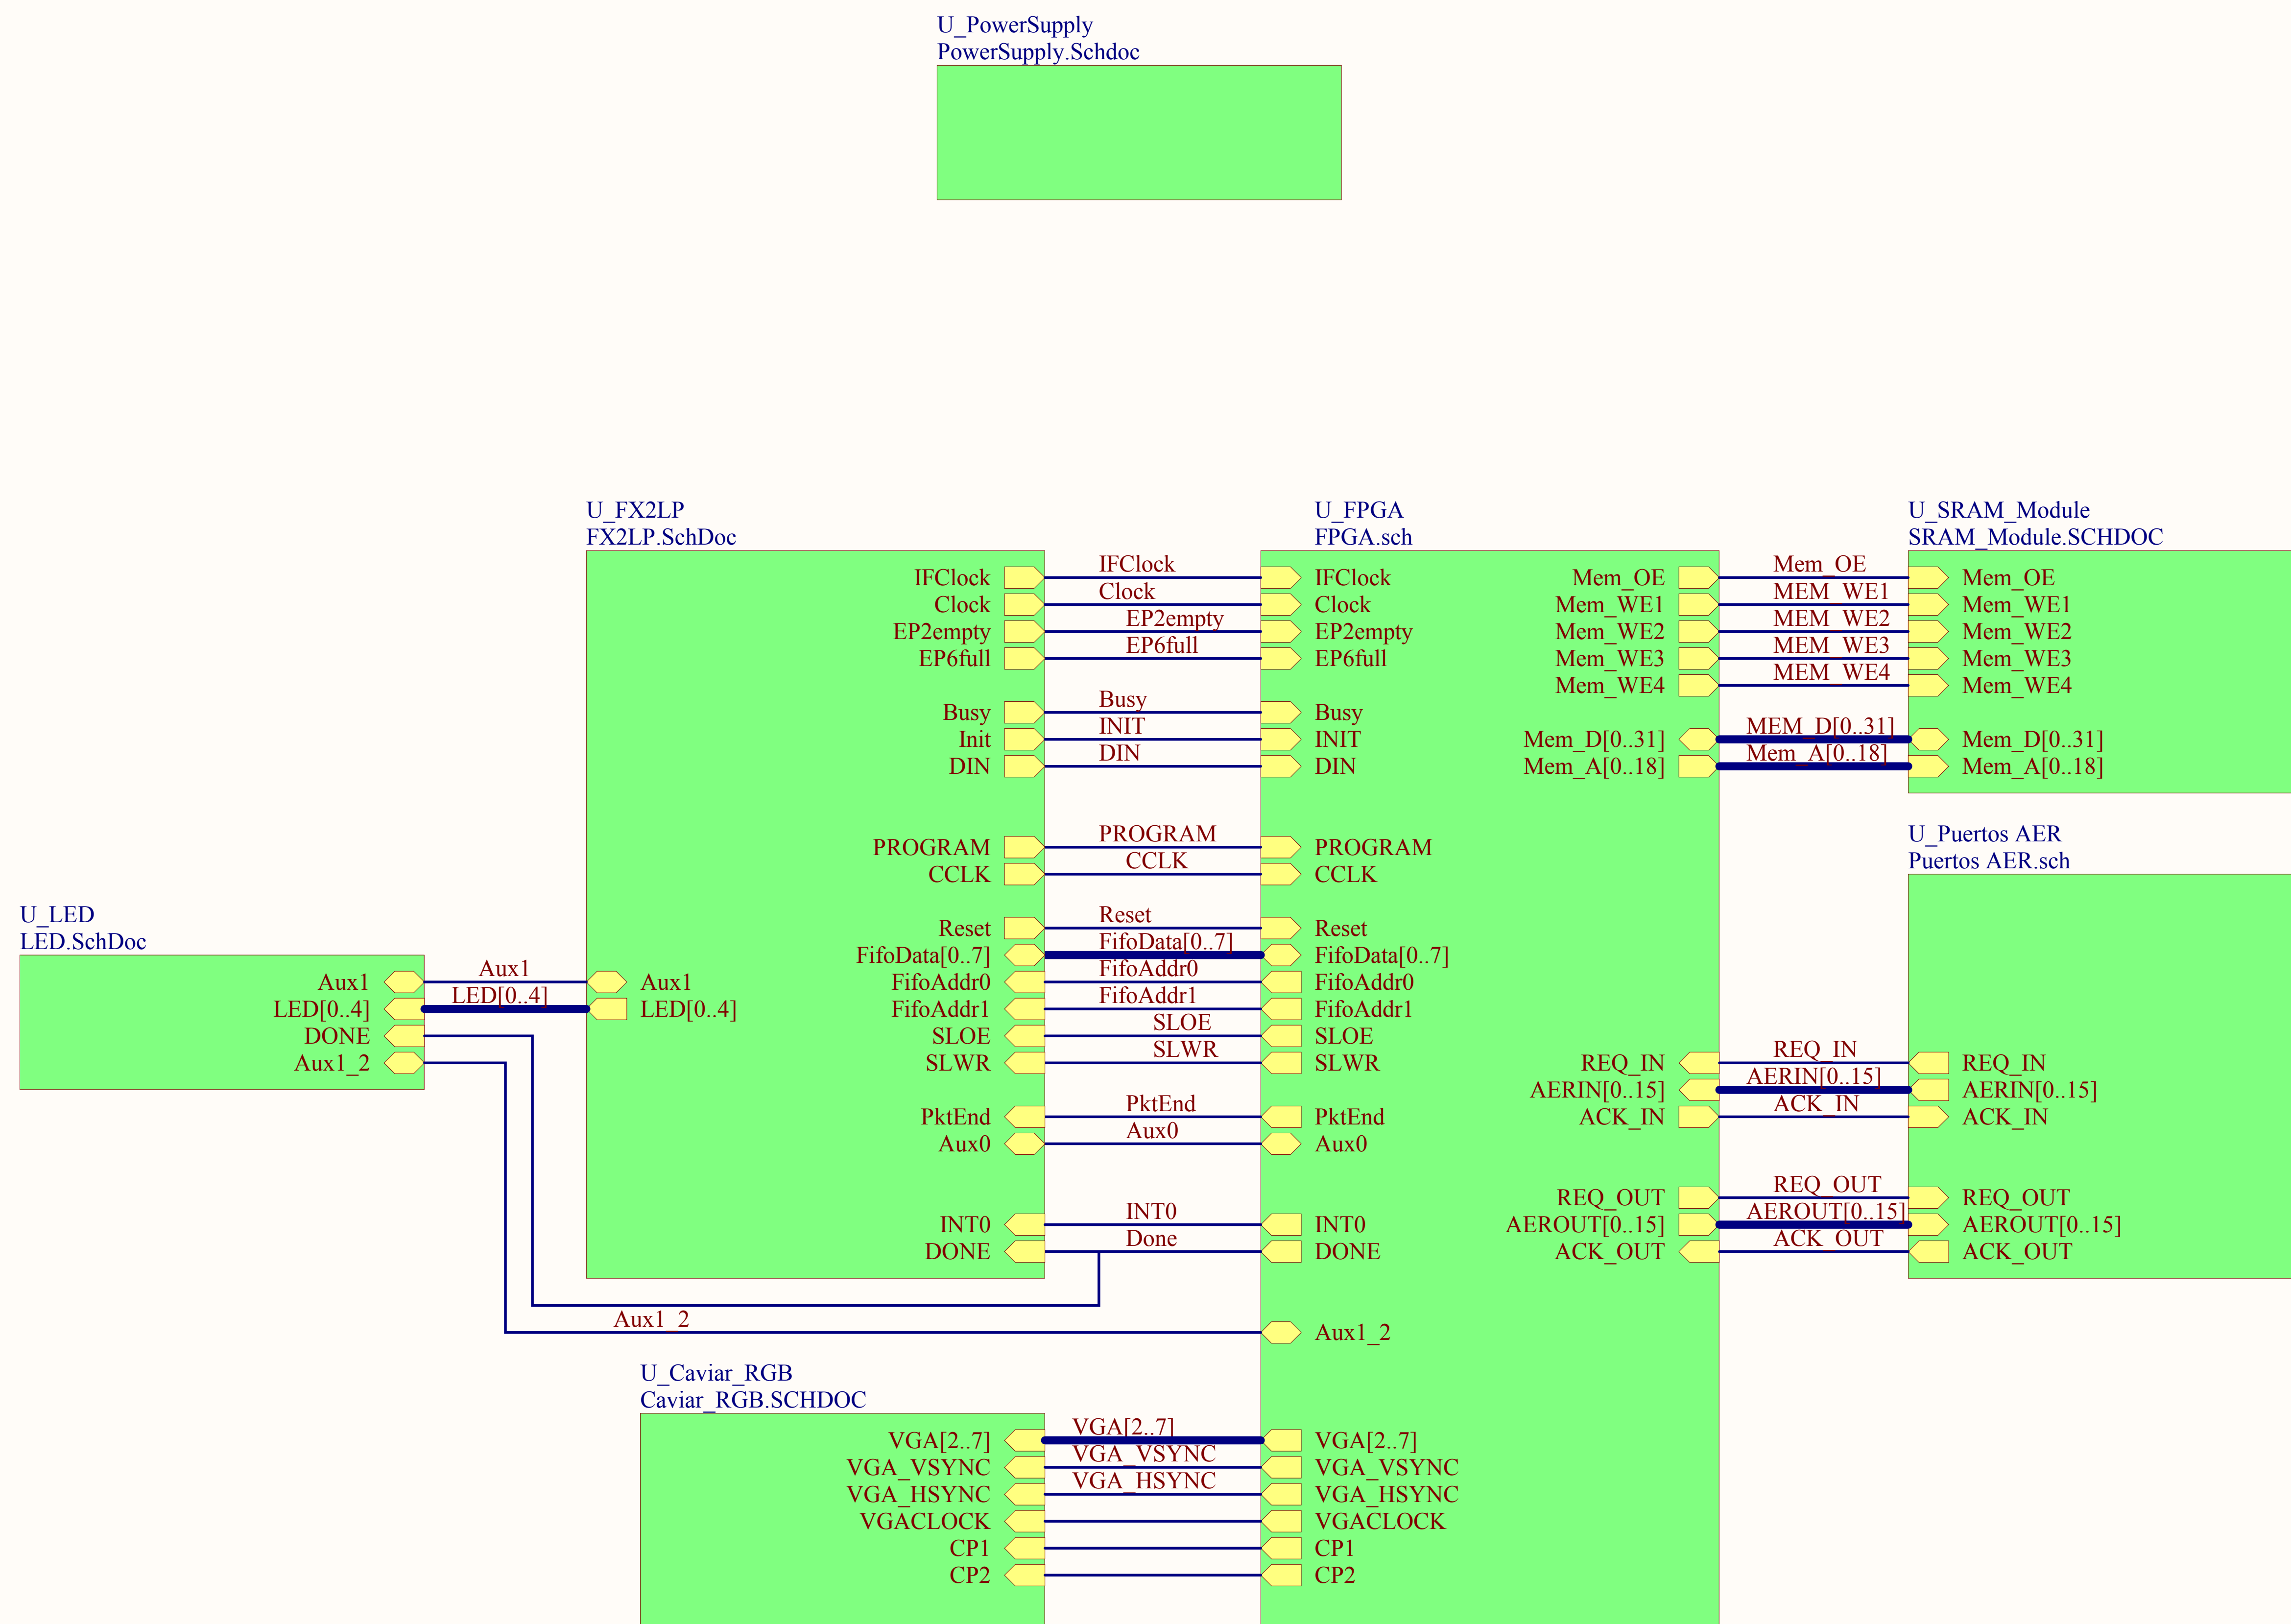 U_PowerSupply
PowerSupply.Schdoc
U_FX2LP
FX2LP.SchDoc
IFClock
Clock
EP2empty
EP6full
Busy
Init
DIN
PROGRAM
CCLK
Reset
FifoData[0..7]
FifoAddr0
FifoAddr1
SLOE
SLWR
PktEnd
Aux0
INT0
DONE
Aux1
LED[0..4]
IFClock
Clock
EP2empty
EP6full
Busy
INIT
DIN
PROGRAM
CCLK
Reset
FifoData[0..7]
FifoAddr0
FifoAddr1
SLOE
SLWR
PktEnd
Aux0
INT0
Done
U_FPGA
FPGA.sch
IFClock
Clock
EP2empty
EP6full
Busy
INIT
DIN
PROGRAM
CCLK
Reset
FifoData[0..7]
FifoAddr0
FifoAddr1
SLOE
SLWR
PktEnd
Aux0
INT0
DONE
Aux1_2
VGA[2..7]
VGA_VSYNC
VGA_HSYNC
VGACLOCK
CP1
CP2
Mem_OE
Mem_WE1
Mem_WE2
Mem_WE3
Mem_WE4
Mem_D[0..31]
Mem_A[0..18]
REQ_IN
AERIN[0..15]
ACK_IN
REQ_OUT
AEROUT[0..15]
ACK_OUT
Mem_OE
MEM_WE1
MEM_WE2
MEM_WE3
MEM_WE4
MEM_D[0..31]
Mem_A[0..18]
REQ_IN
AERIN[0..15]
ACK_IN
REQ_OUT
AEROUT[0..15]
ACK_OUT
U_SRAM_Module
SRAM_Module.SCHDOC
Mem_OE
Mem_WE1
Mem_WE2
Mem_WE3
Mem_WE4
Mem_D[0..31]
Mem_A[0..18]
U_Puertos AER
Puertos AER.sch
REQ_IN
AERIN[0..15]
ACK_IN
REQ_OUT
AEROUT[0..15]
ACK_OUT
U_LED
LED.SchDoc
Aux1
LED[0..4]
DONE
Aux1_2
Aux1
LED[0..4]
Aux1_2
U_Caviar_RGB
Caviar_RGB.SCHDOC
VGA[2..7]
VGA_VSYNC
VGA_HSYNC
VGACLOCK
CP1
CP2
VGA[2..7]
VGA_VSYNC
VGA_HSYNC